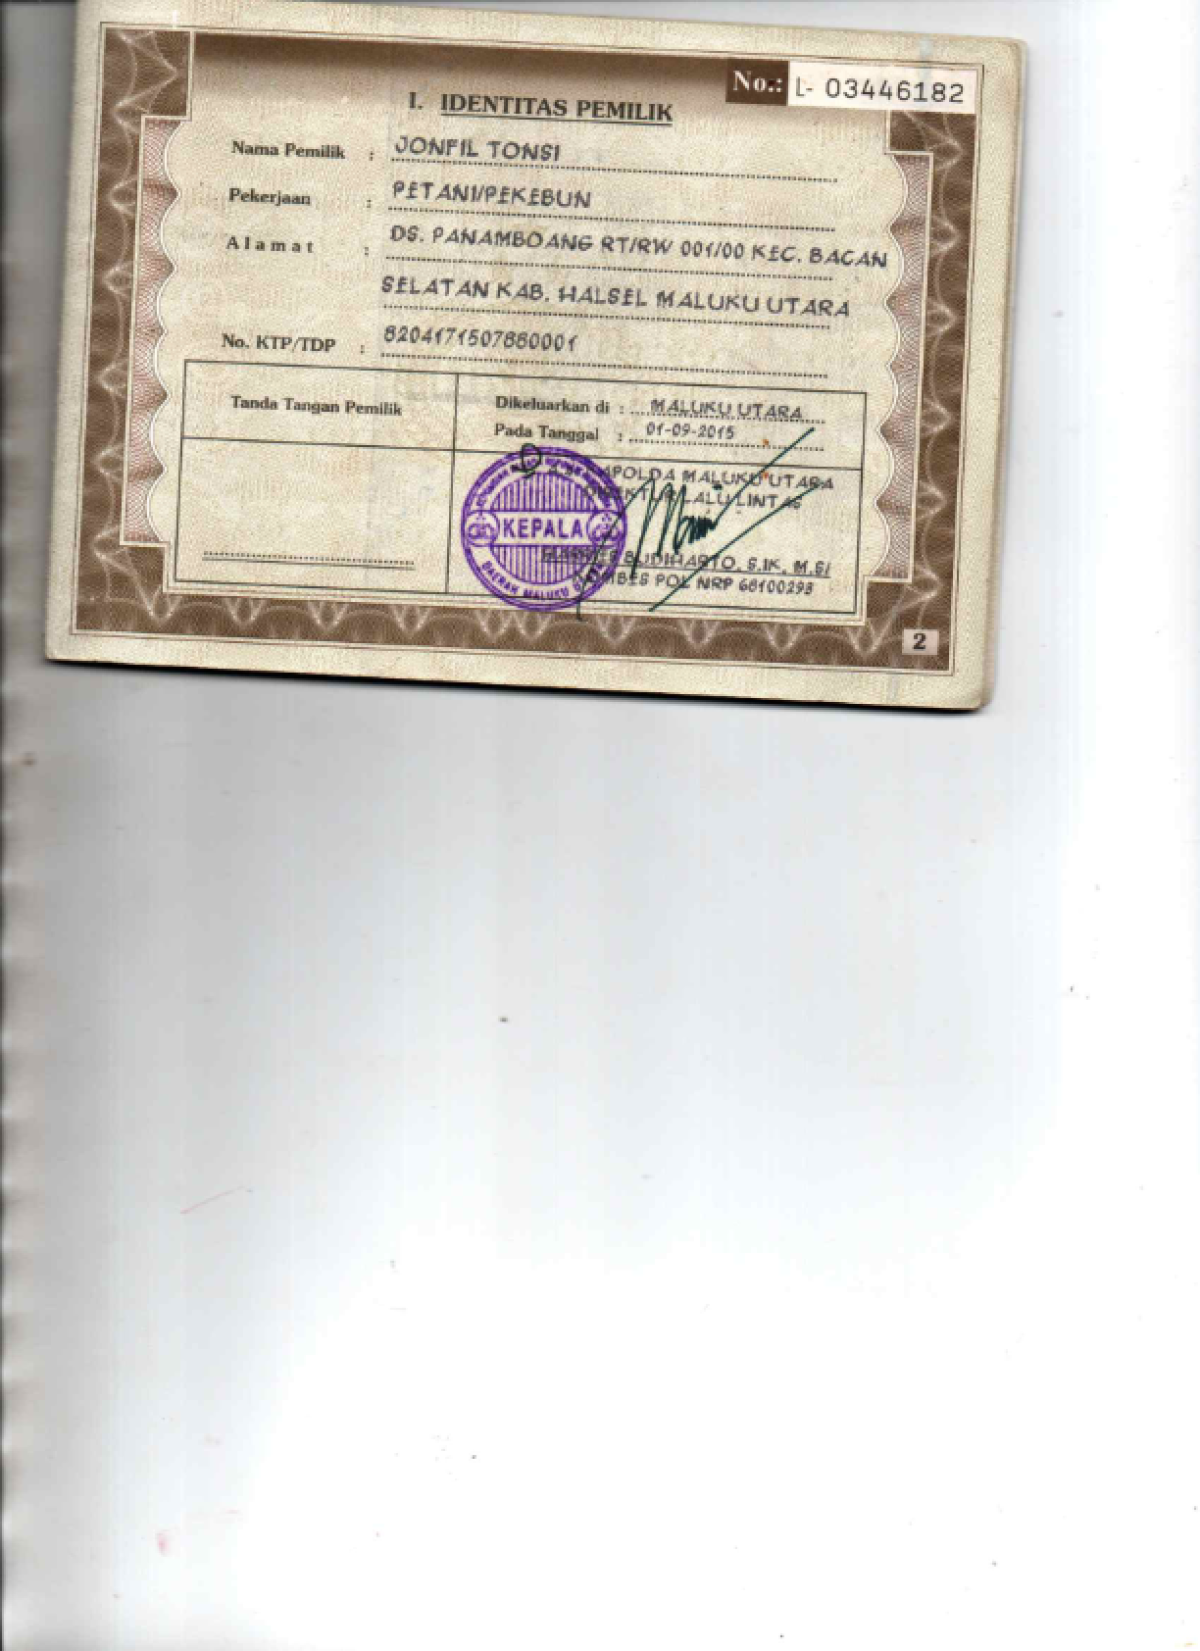 No.: L- 03446182
I. IDENTITAS PEMILIK
Nama Pemilik : JONFIL TONSI
Pekerjaan : PETANI/PEKEBUN
Alamat : DS. PANAMBOANG RT/RW 001/00 KEC. BACAN
SELATAN KAB. HALSEL MALUKU UTARA
No. KTP/TDP : 8204171507860001
Tanda Tangan Pemilik
Dikeluarkan di : MALUKU UTARA
Pada Tanggal : 01-09-2015
MALUKU UTARA
LALU LINTAS
KEPALA
DAERAH MALUKU
BUDIHARTO, S.IK, M.SI
POL NRP 68100293
2